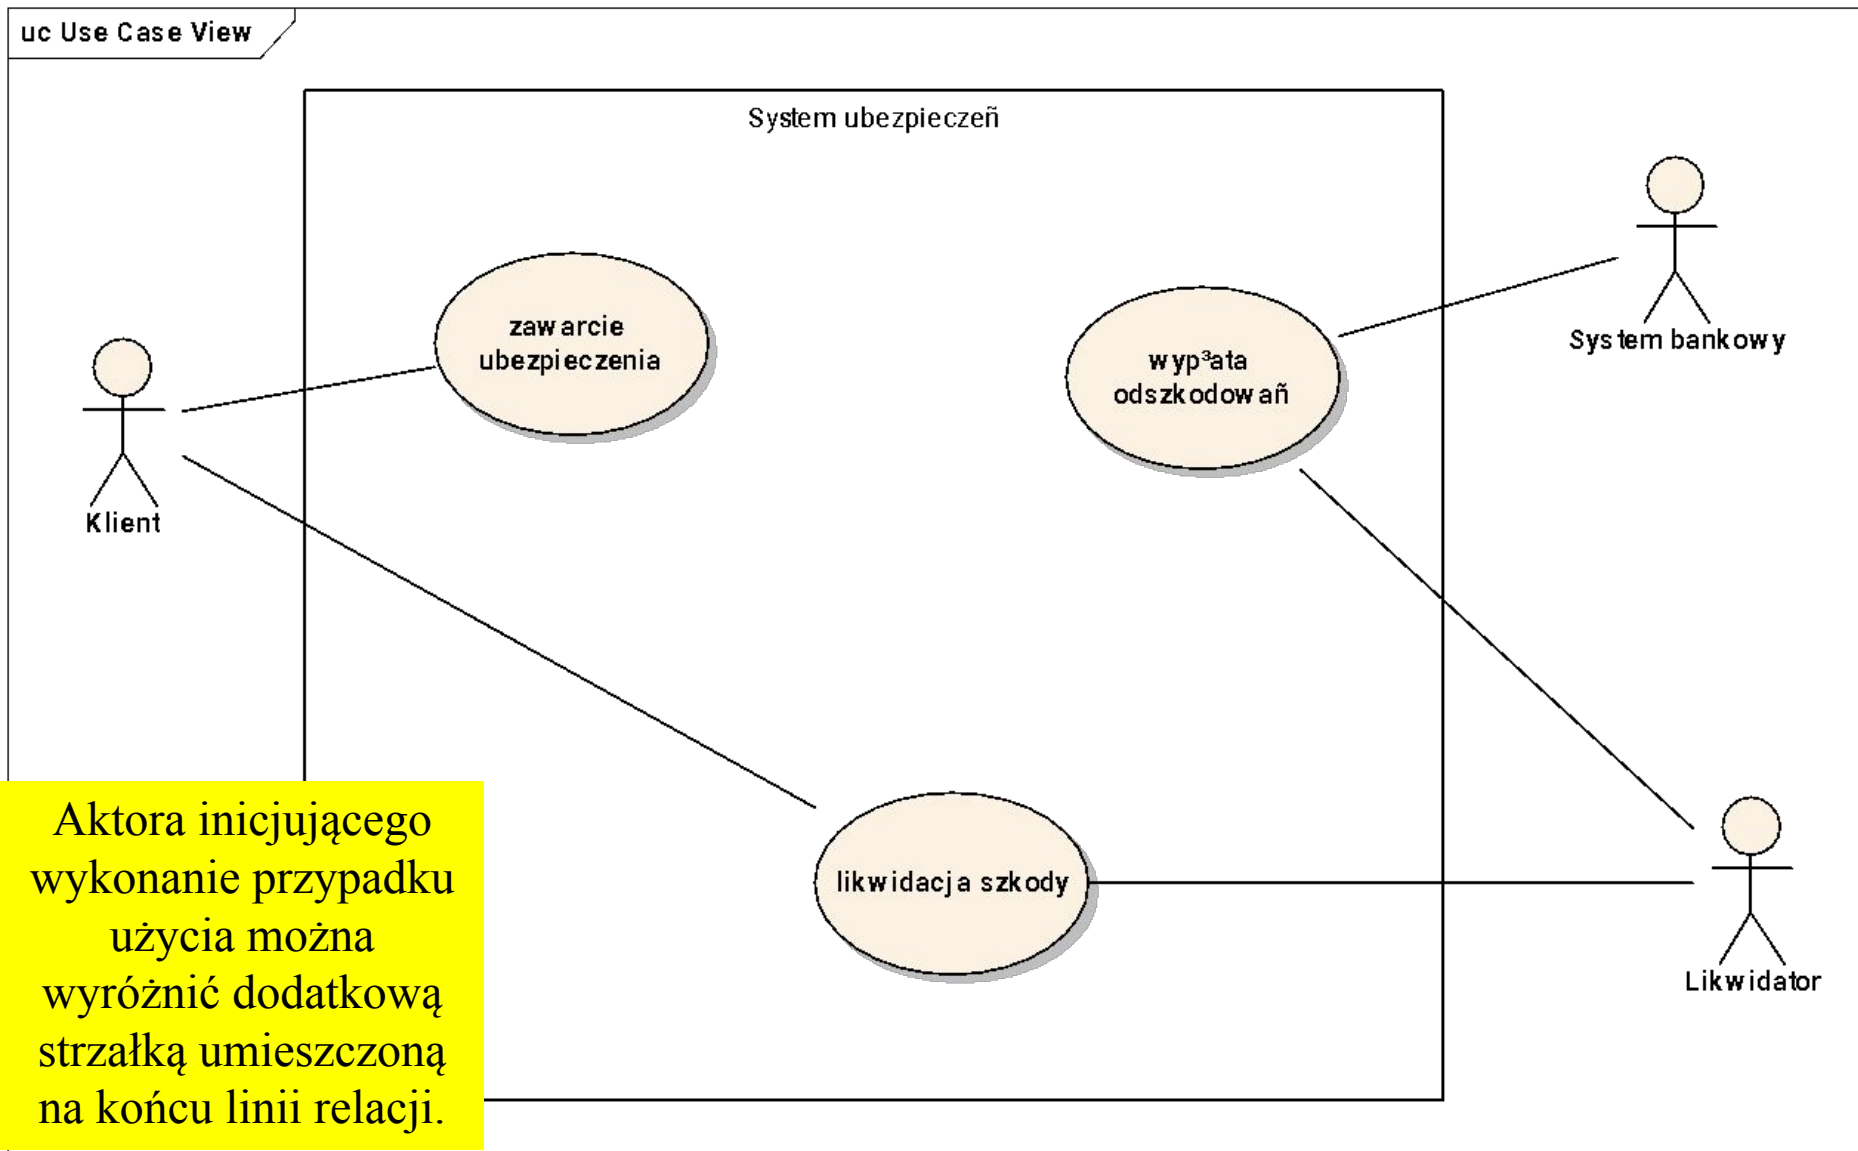 uc Use Case View
System ubezpieczeñ
zawarcie
ubezpieczenia
wyp³ata
odszkodowañ
System bankowy
Klient
likwidacja szkody
Likwidator
Aktora inicjującego
wykonanie przypadku
użycia można
wyróżnić dodatkową
strzałką umieszczoną
na końcu linii relacji.